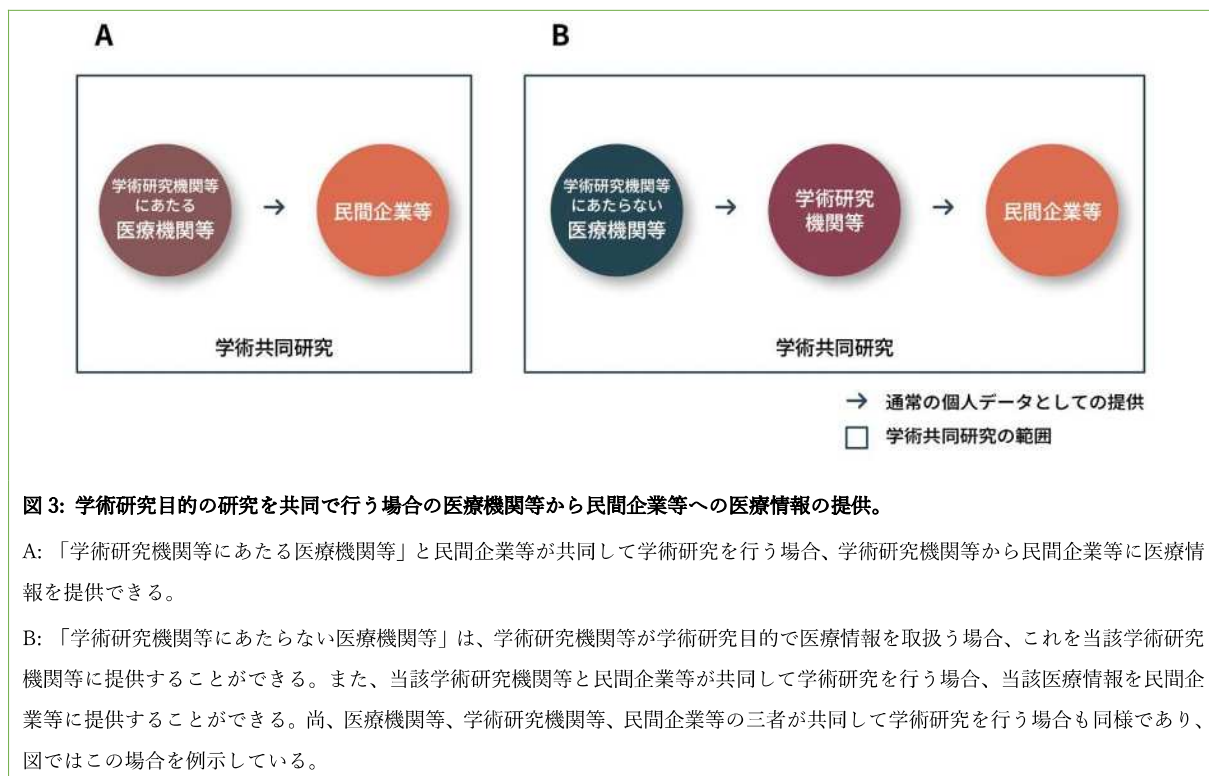 A
B
学術研究機関等
にあたる
医療機関等
→
民間企業等
学術共同研究
学術研究機関等
にあたらない
医療機関等
→
学術研究
機関等
→
民間企業等
学術共同研究
→ 通常の個人データとしての提供
学術共同研究の範囲
図 3: 学術研究目的の研究を共同で行う場合の医療機関等から民間企業等への医療情報の提供。
A: 「学術研究機関等にあたる医療機関等」と民間企業等が共同して学術研究を行う場合、学術研究機関等から民間企業等に医療情
報を提供できる。
B: 「学術研究機関等にあたらない医療機関等」は、学術研究機関等が学術研究目的で医療情報を取扱う場合、これを当該学術研究
機関等に提供することができる。また、当該学術研究機関等と民間企業等が共同して学術研究を行う場合、当該医療情報を民間企
業等に提供することができる。尚、医療機関等、学術研究機関等、民間企業等の三者が共同して学術研究を行う場合も同様であり、
図ではこの場合を例示している。